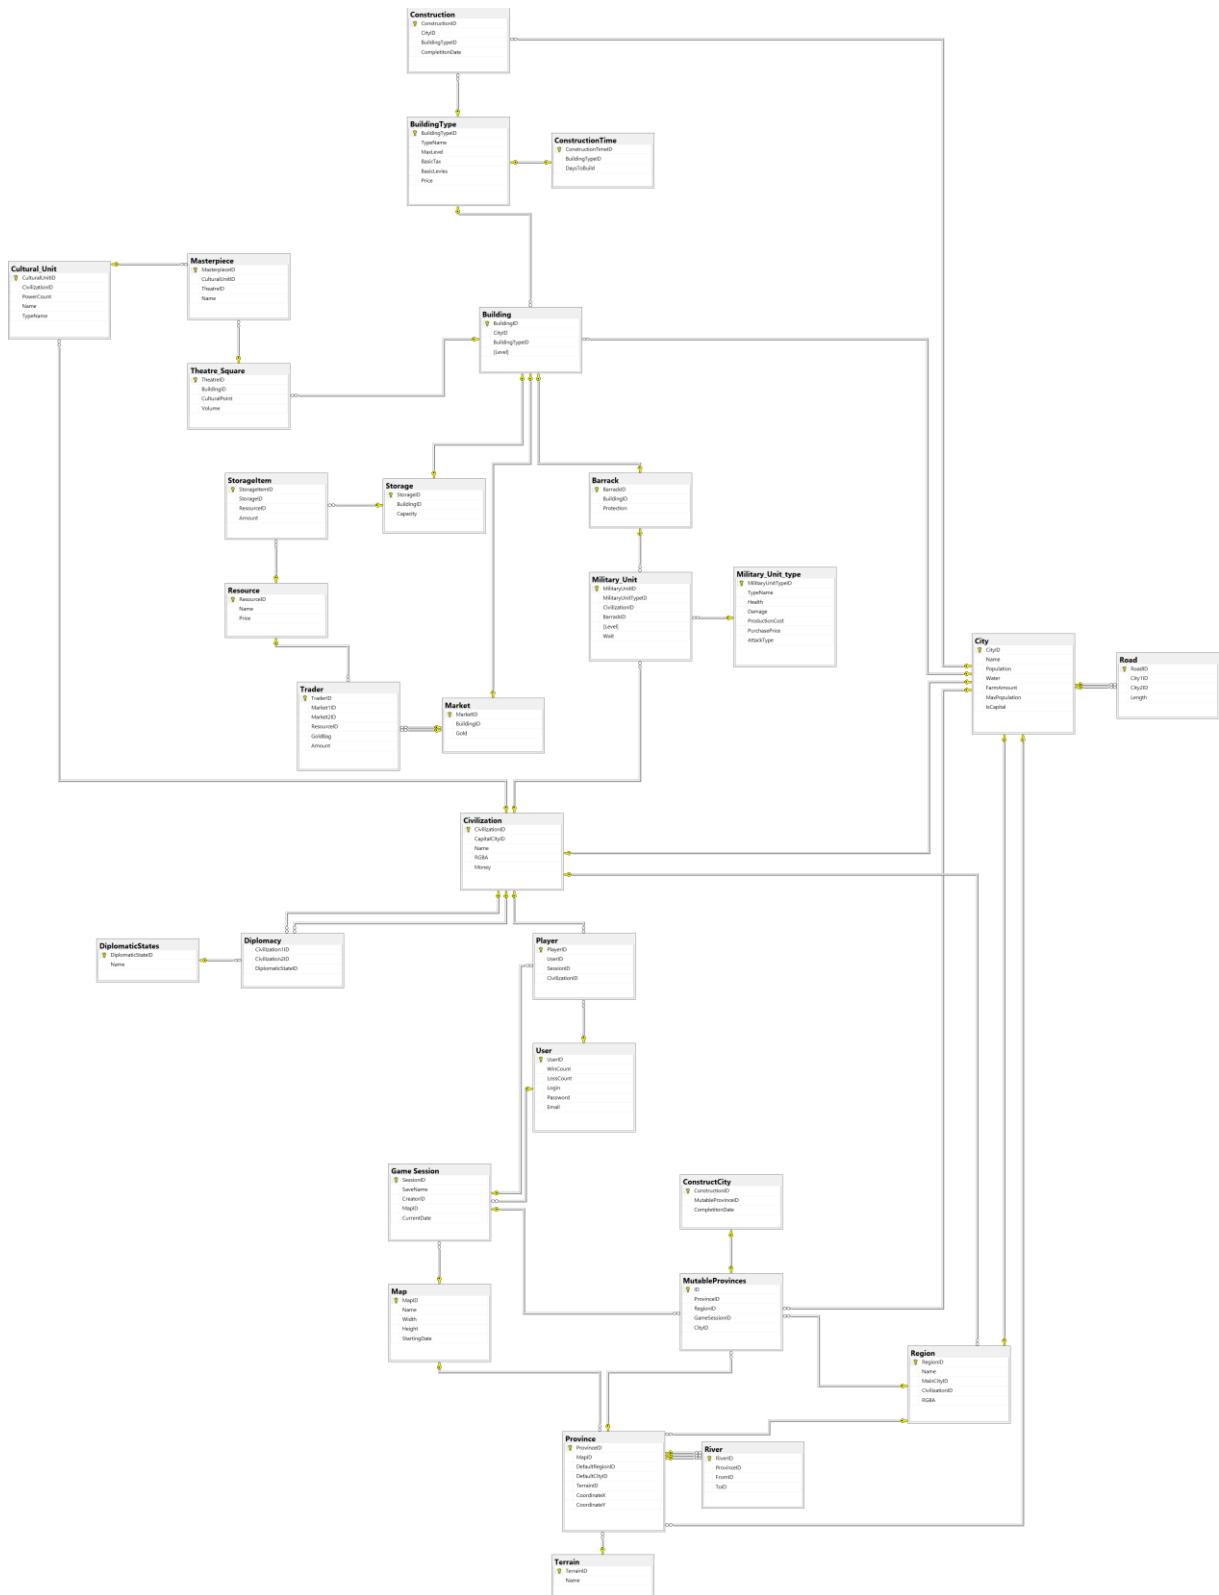 Construction
ConstructionID
CityID
BuildingTypeID
CompletitonDate
BuildingType
BuildingTypeID
TypeName
MaxLevel
BasicTax
BasicLevies
Price
ConstructionTime
ConstructionTimeID
BuildingTypeID
DaysToBuild
Cultural_Unit
CulturalUnitID
CivilizationID
PowerCount
Name
TypeName
Masterpiece
MasterpieceID
CulturalUnitID
TheatreID
Name
Building
BuildingID
CityID
BuildingTypeID
[Level]
Theatre_Square
TheatreID
BuildingID
CulturalPoint
Volume
StorageItem
StorageItemID
StorageID
ResourceID
Amount
Storage
StorageID
BuildingID
Capacity
Barrack
BarrackID
BuildingID
Protection
Resource
ResourceID
Name
Price
Military_Unit
MilitaryUnitID
MilitaryUnitTypeID
CivilizationID
BarrackID
[Level]
Wait
Military_Unit_type
MilitaryUnitTypeID
TypeName
Health
Damage
ProductionCost
PurchasePrice
AttackType
City
CityID
Name
Population
Water
FarmsAmount
MaxPopulation
IsCapital
Road
RoadID
City1ID
City2ID
Length
Trader
TraderID
Market1ID
Market2ID
ResourceID
GoldBag
Amount
Market
MarketID
BuildingID
Gold
Civilization
CivilizationID
CapitalCityID
Name
RGBA
Money
DiplomaticStates
DiplomaticStateID
Name
Diplomacy
Civilization1ID
Civilization2ID
DiplomaticStateID
Player
PlayerID
UserID
SessionID
CivilizationID
User
UserID
WinCount
LossCount
Login
Password
Email
Game Session
SessionID
SaveName
CreatorID
MapID
CurrentDate
ConstructCity
ConstructionID
MutableProvinceID
CompletitonDate
Map
MapID
Name
Width
Height
StartingDate
MutableProvinces
ID
ProvinceID
RegionID
GameSessionID
CityID
Region
RegionID
Name
MainCityID
CivilizationID
RGBA
Province
ProvinceID
MapID
DefaultRegionID
DefaultCityID
TerrainID
CoordinateX
CoordinateY
River
RiverID
ProvinceID
FromID
ToID
Terrain
TerrainID
Name